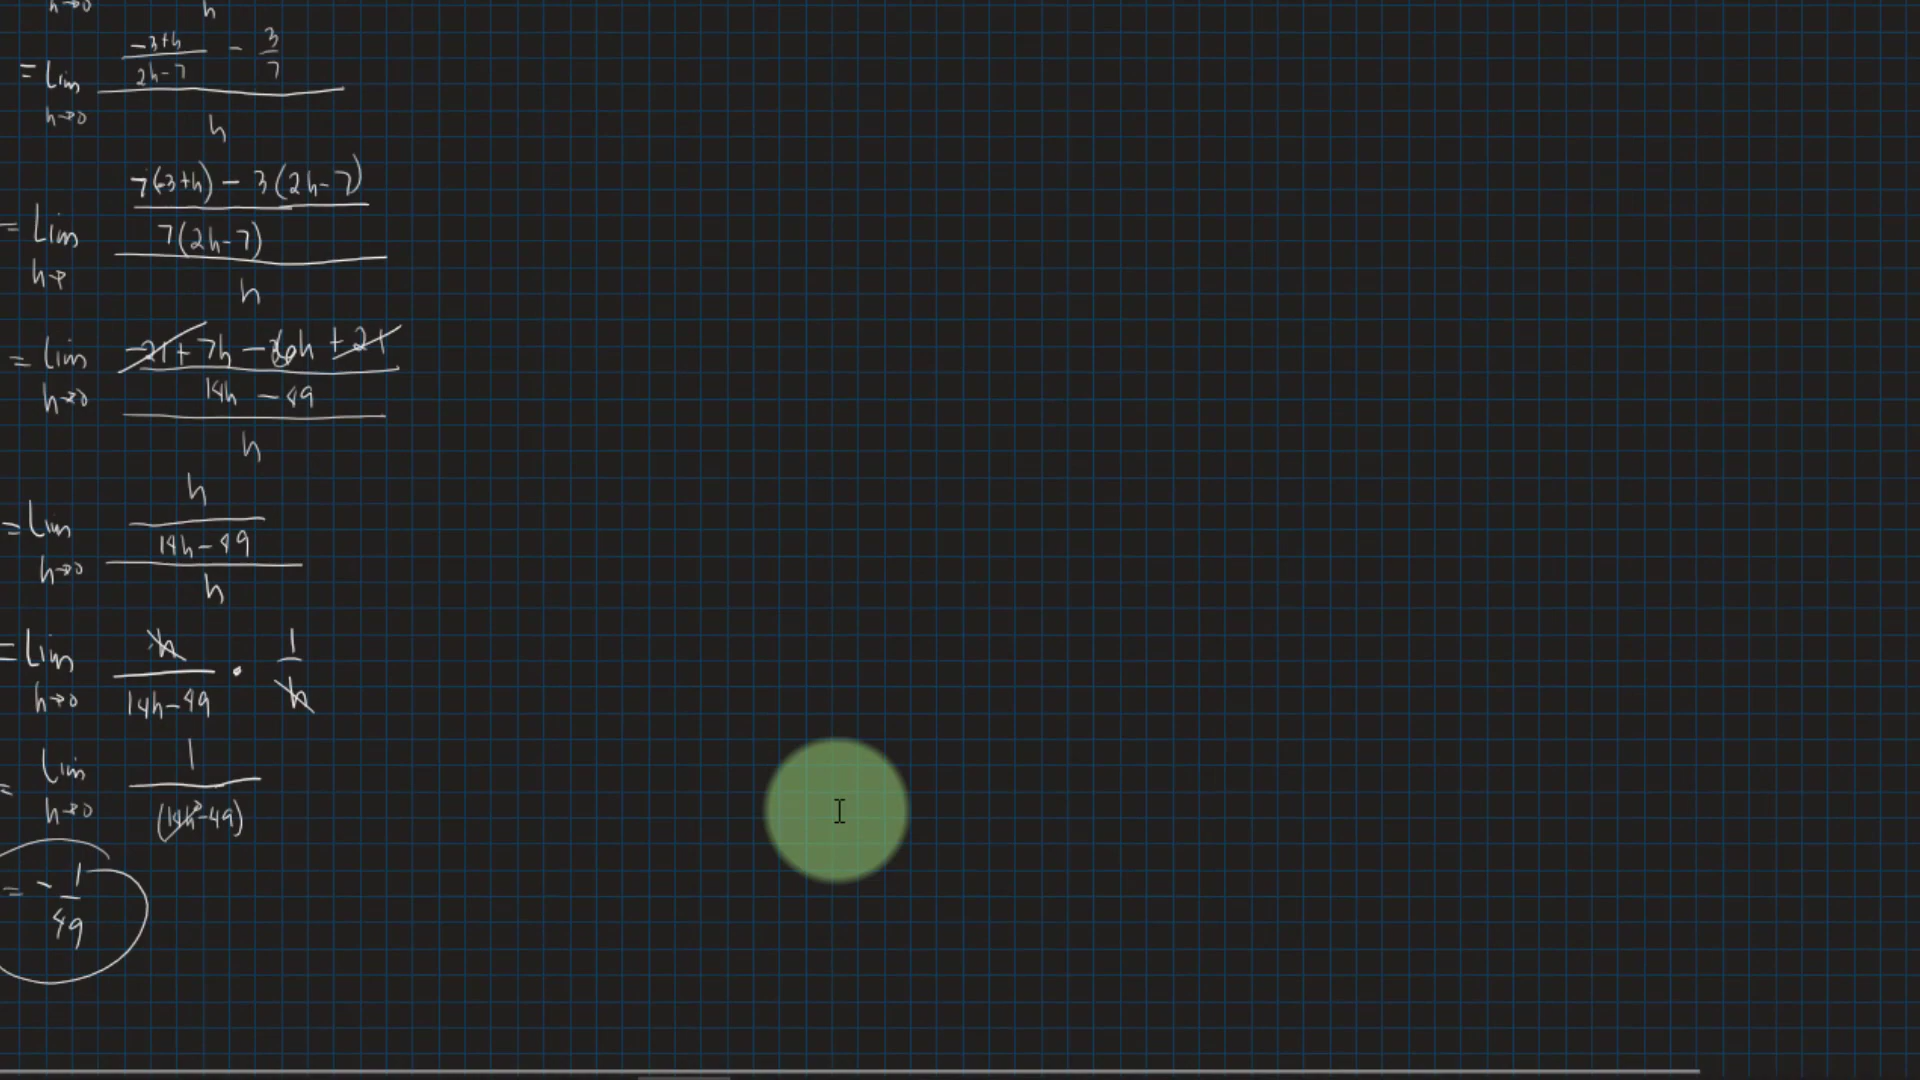 h→0 h
-3+h - 3
= Lim 2h-7 7
h→0 h
7(-3+h) - 3(2h-7)
= Lim 7(2h-7)
h→ h
= lim -21+7h - 6h +21
h→0 14h - 49
h
h
= Lim 14h-49
h→0 h
= Lim h · 1
h→0 14h-49 h
= Lim 1
h→0 (14h⁰-49)
= - 1
49